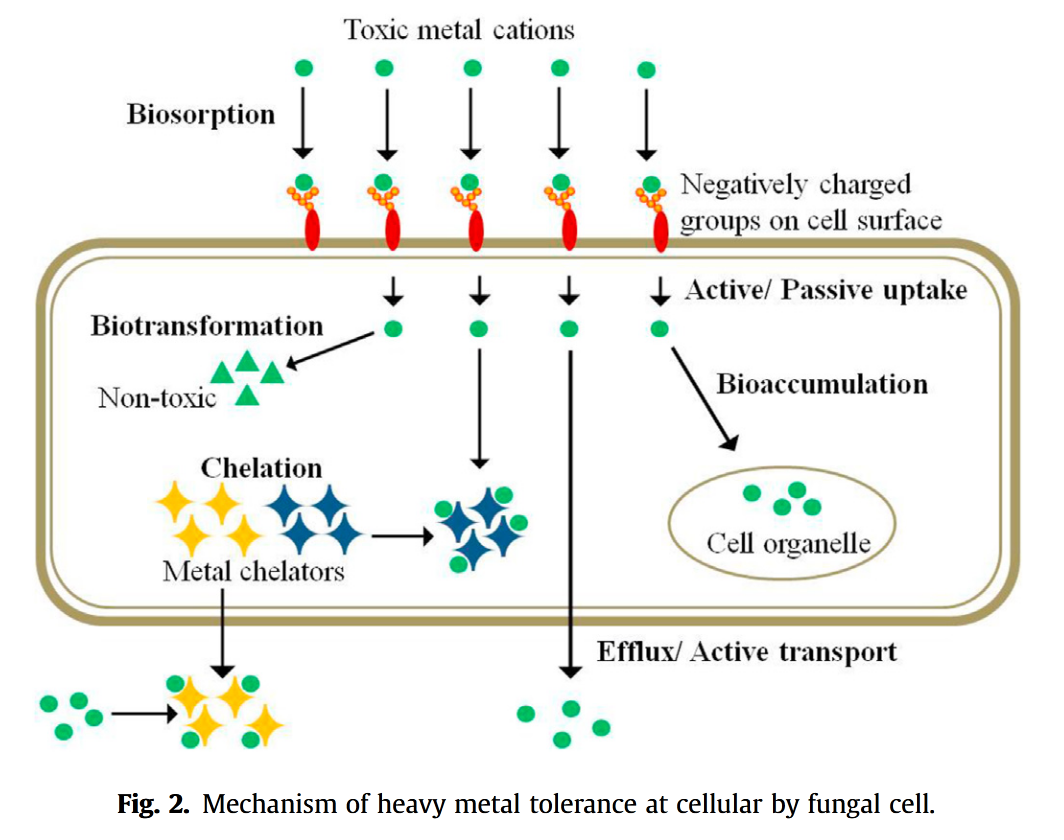 Toxic metal cations
Biosorption
Negatively charged
groups on cell surface
Active/ Passive uptake
Biotransformation
Non-toxic
Bioaccumulation
Chelation
Metal chelators
Cell organelle
Efflux/ Active transport
Fig. 2. Mechanism of heavy metal tolerance at cellular by fungal cell.